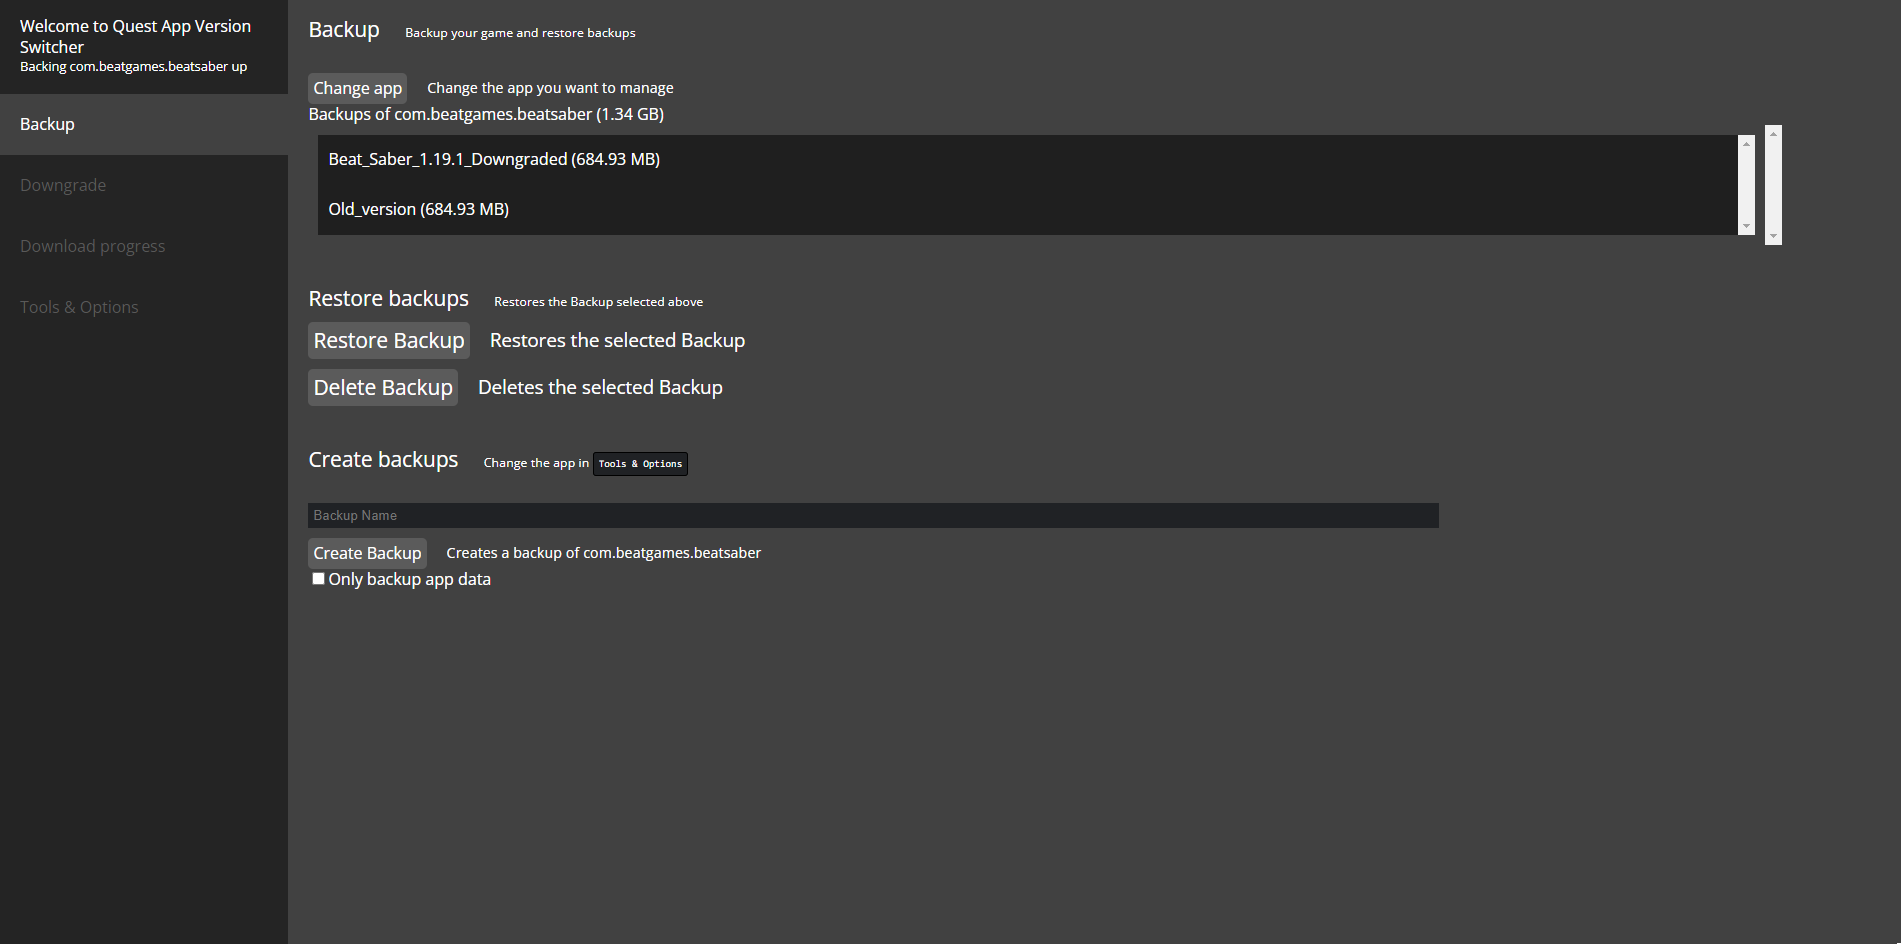 Welcome to Quest App Version
Switcher
Backing com.beatgames.beatsaber up
Backup
Downgrade
Download progress
Tools & Options
Backup Backup your game and restore backups
Change app Change the app you want to manage
Backups of com.beatgames.beatsaber (1.34 GB)
Beat_Saber_1.19.1_Downgraded (684.93 MB)
Old_version (684.93 MB)
Restore backups Restores the Backup selected above
Restore Backup Restores the selected Backup
Delete Backup Deletes the selected Backup
Create backups Change the app in Tools & Options
Backup Name
Create Backup Creates a backup of com.beatgames.beatsaber
Only backup app data